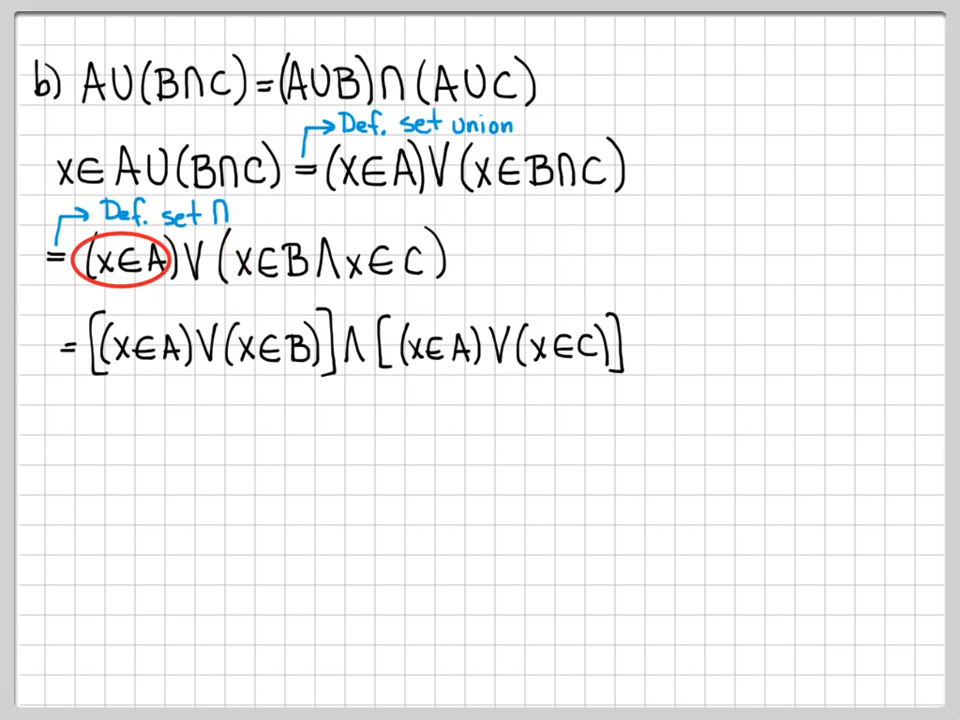 b) A∪(B∩C)=(A∪B)∩(A∪C)
Def. set union
x∈A∪(B∩C)=(x∈A)∨(x∈B∩C)
Def. set ∩
=(x∈A)∨(x∈B∧x∈C)
=[(x∈A)∨(x∈B)]∧[(x∈A)∨(x∈C)]